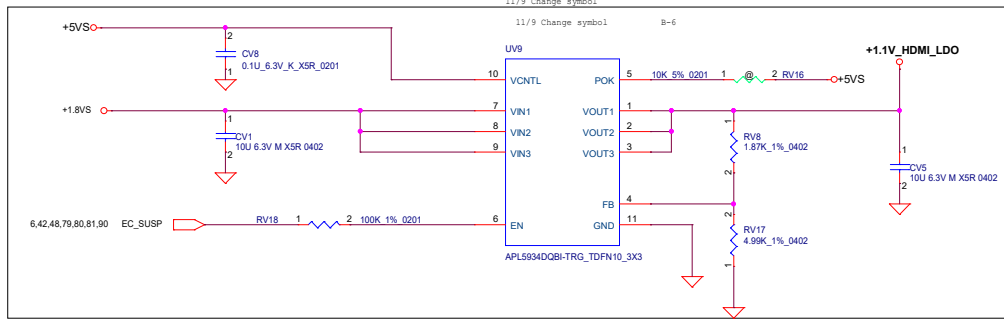 11/9 Change symbol
11/9 Change symbol B-6
+5VS
UV9
+1.1V_HDMI_LDO
2
CV8
0.1U_6.3V_K_X5R_0201
1
10 VCNTL POK 5 10K_5%_0201 1 @ 2 RV16 +5VS
+1.8VS
7 VIN1 VOUT1 1
8 VIN2 VOUT2 2
9 VIN3 VOUT3 3
1
CV1
10U 6.3V M X5R 0402
2
1
RV8
1.87K_1%_0402
2
1
CV5
10U 6.3V M X5R 0402
2
FB 4
6,42,48,79,80,81,90 EC_SUSP RV18 1 2 100K_1%_0201 6 EN GND 11
2
RV17
4.99K_1%_0402
1
APL5934DQBI-TRG_TDFN10_3X3